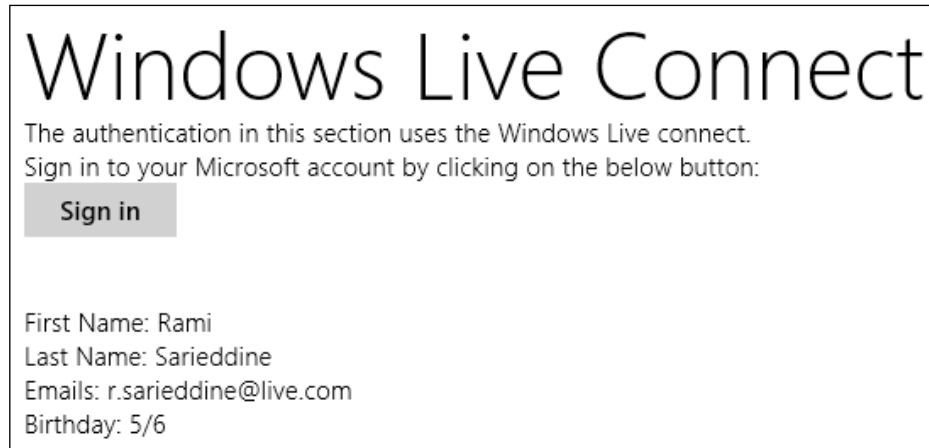 Windows Live Connect
The authentication in this section uses the Windows Live connect.
Sign in to your Microsoft account by clicking on the below button:
Sign in
First Name: Rami
Last Name: Sarieddine
Emails: r.sarieddine@live.com
Birthday: 5/6